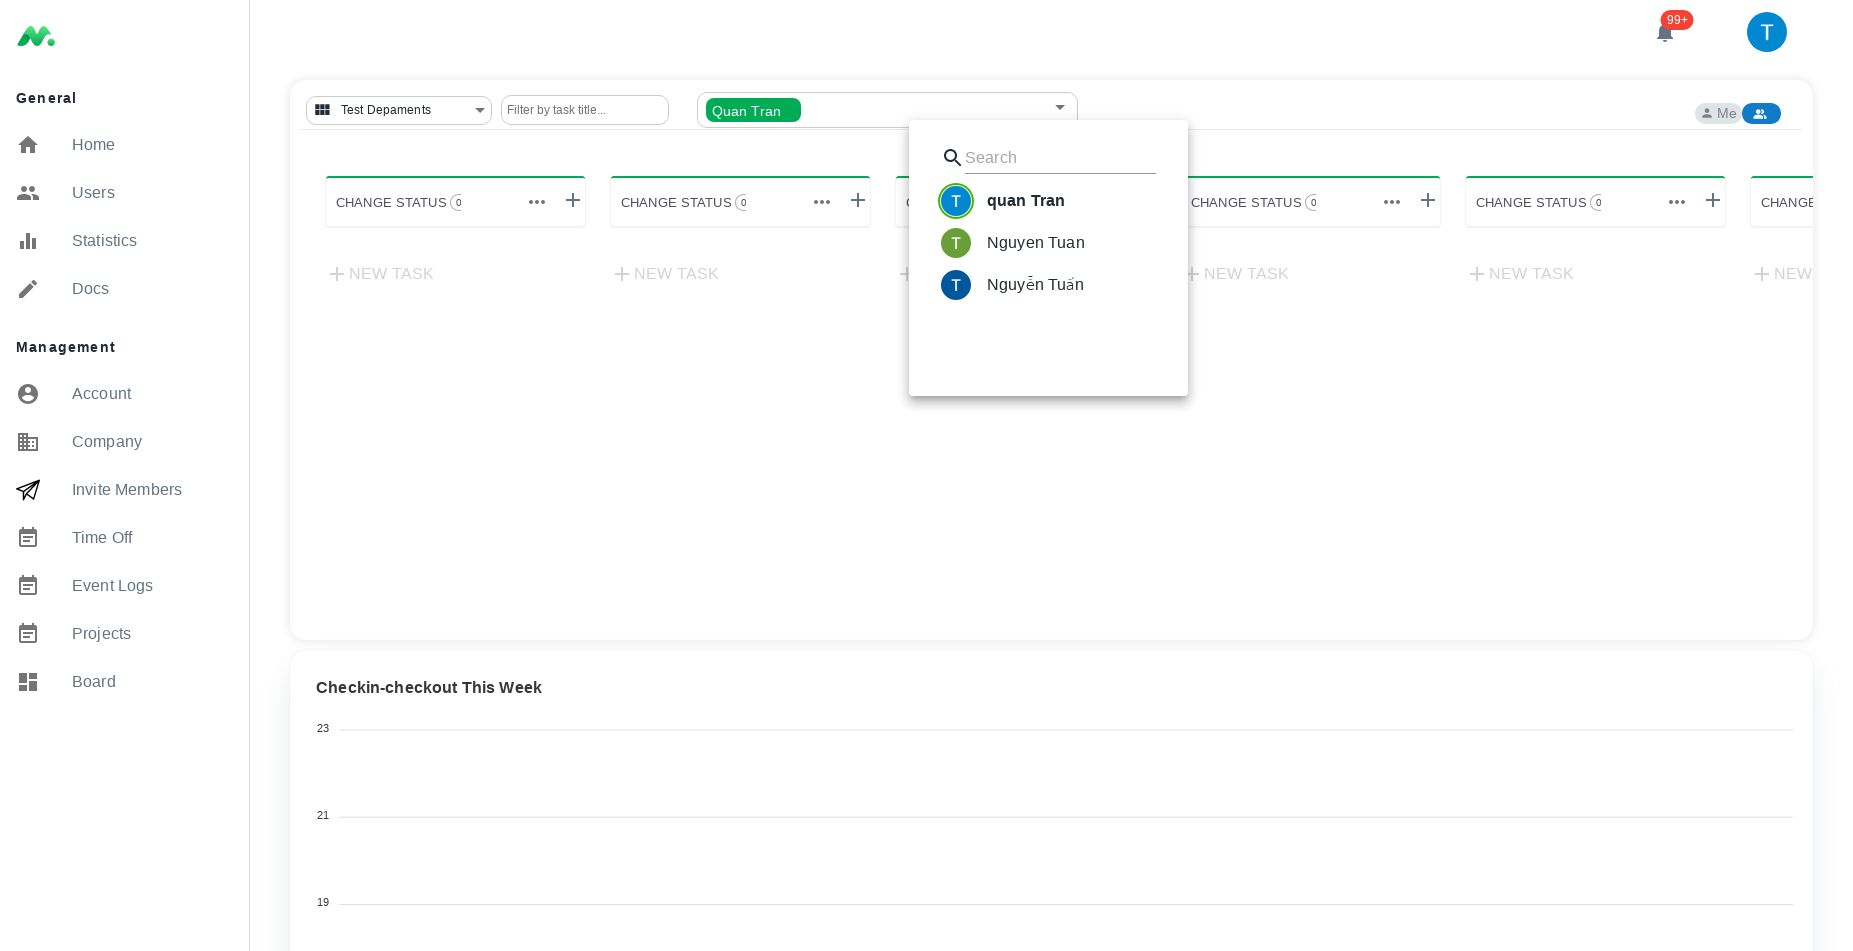 99+
T
General
Home
Users
Statistics
Docs
Management
Account
Company
Invite Members
Time Off
Event Logs
Projects
Board
Test Depaments
Filter by task title...
Quan Tran
Me
Search
T quan Tran
T Nguyen Tuan
T Nguyễn Tuấn
CHANGE STATUS 0
NEW TASK
CHANGE STATUS 0
NEW TASK
CHANGE STATUS 0
NEW TASK
CHANGE STATUS 0
NEW TASK
NEW
Checkin-checkout This Week
23
21
19